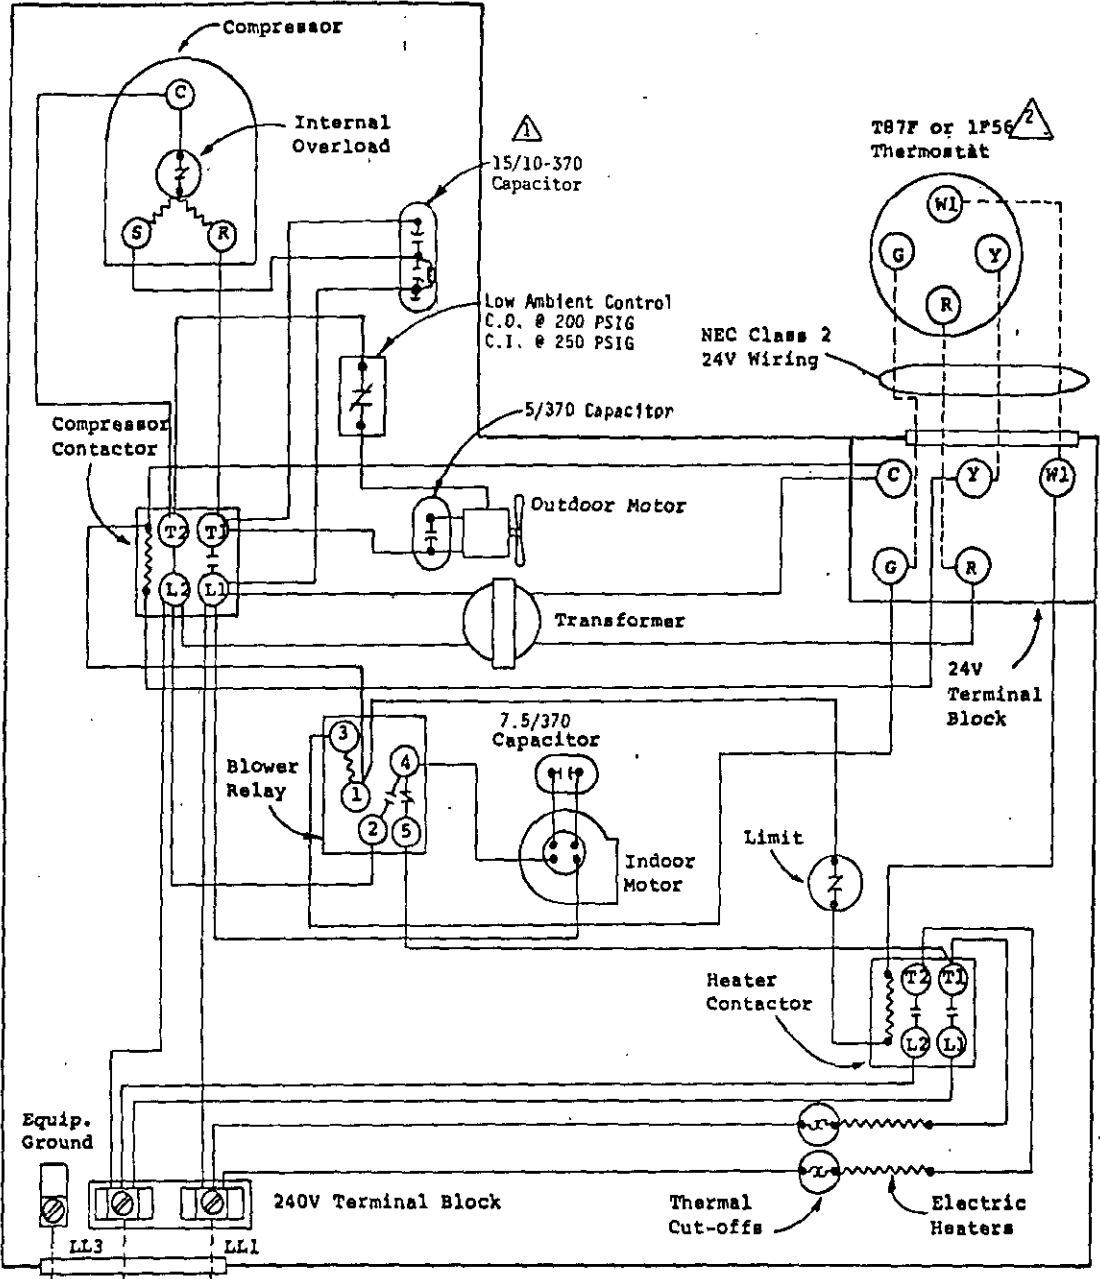 Compressor
C
Internal
Overload
S
R
1
15/10-370
Capacitor
T87F or 1F56
2
Thermostat
W1
G
Y
R
Low Ambient Control
C.O. @ 200 PSIG
C.I. @ 250 PSIG
NEC Class 2
24V Wiring
5/370 Capacitor
Compressor
Contactor
C
Y
W1
Outdoor Motor
T2
T1
G
R
L2
L1
Transformer
24V
Terminal
Block
7.5/370
Capacitor
3
4
Blower
Relay
1
2
5
Limit
Indoor
Motor
Heater
Contactor
T2
T1
L2
L1
Equip.
Ground
240V Terminal Block
Thermal
Cut-offs
Electric
Heaters
LL3
LL1